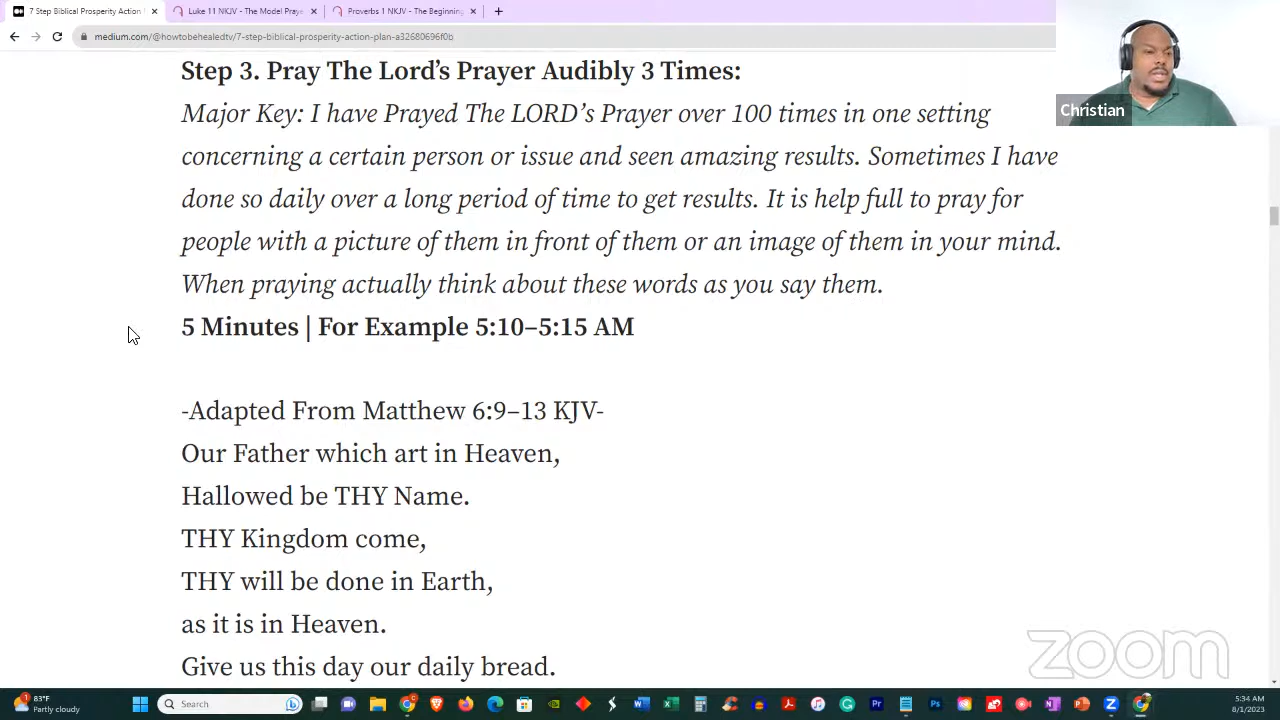 7 Step Biblical Prosperity Action
Luke 11 NKJV - The Model Praye
Proverbs 1 NKJV - The Beginning
medium.com/@howtobehealedtv/7-step-biblical-prosperity-action-plan-a32680696f0b
Christian
Step 3. Pray The Lord’s Prayer Audibly 3 Times:
Major Key: I have Prayed The LORD’s Prayer over 100 times in one setting
concerning a certain person or issue and seen amazing results. Sometimes I have
done so daily over a long period of time to get results. It is help full to pray for
people with a picture of them in front of them or an image of them in your mind.
When praying actually think about these words as you say them.
5 Minutes | For Example 5:10–5:15 AM
-Adapted From Matthew 6:9–13 KJV-
Our Father which art in Heaven,
Hallowed be THY Name.
THY Kingdom come,
THY will be done in Earth,
as it is in Heaven.
Give us this day our daily bread.
zoom
83°F
Partly cloudy
Search
5:34 AM
8/1/2023